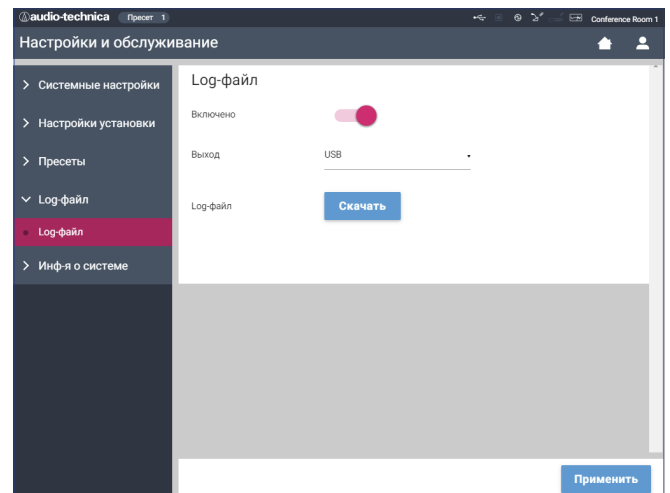 audio-technica Пресет 1 Conference Room 1
Настройки и обслуживание
Системные настройки
Настройки установки
Пресеты
Log-файл
Log-файл
Инф-я о системе
Log-файл
Включено
Выход USB
Log-файл Скачать
Применить